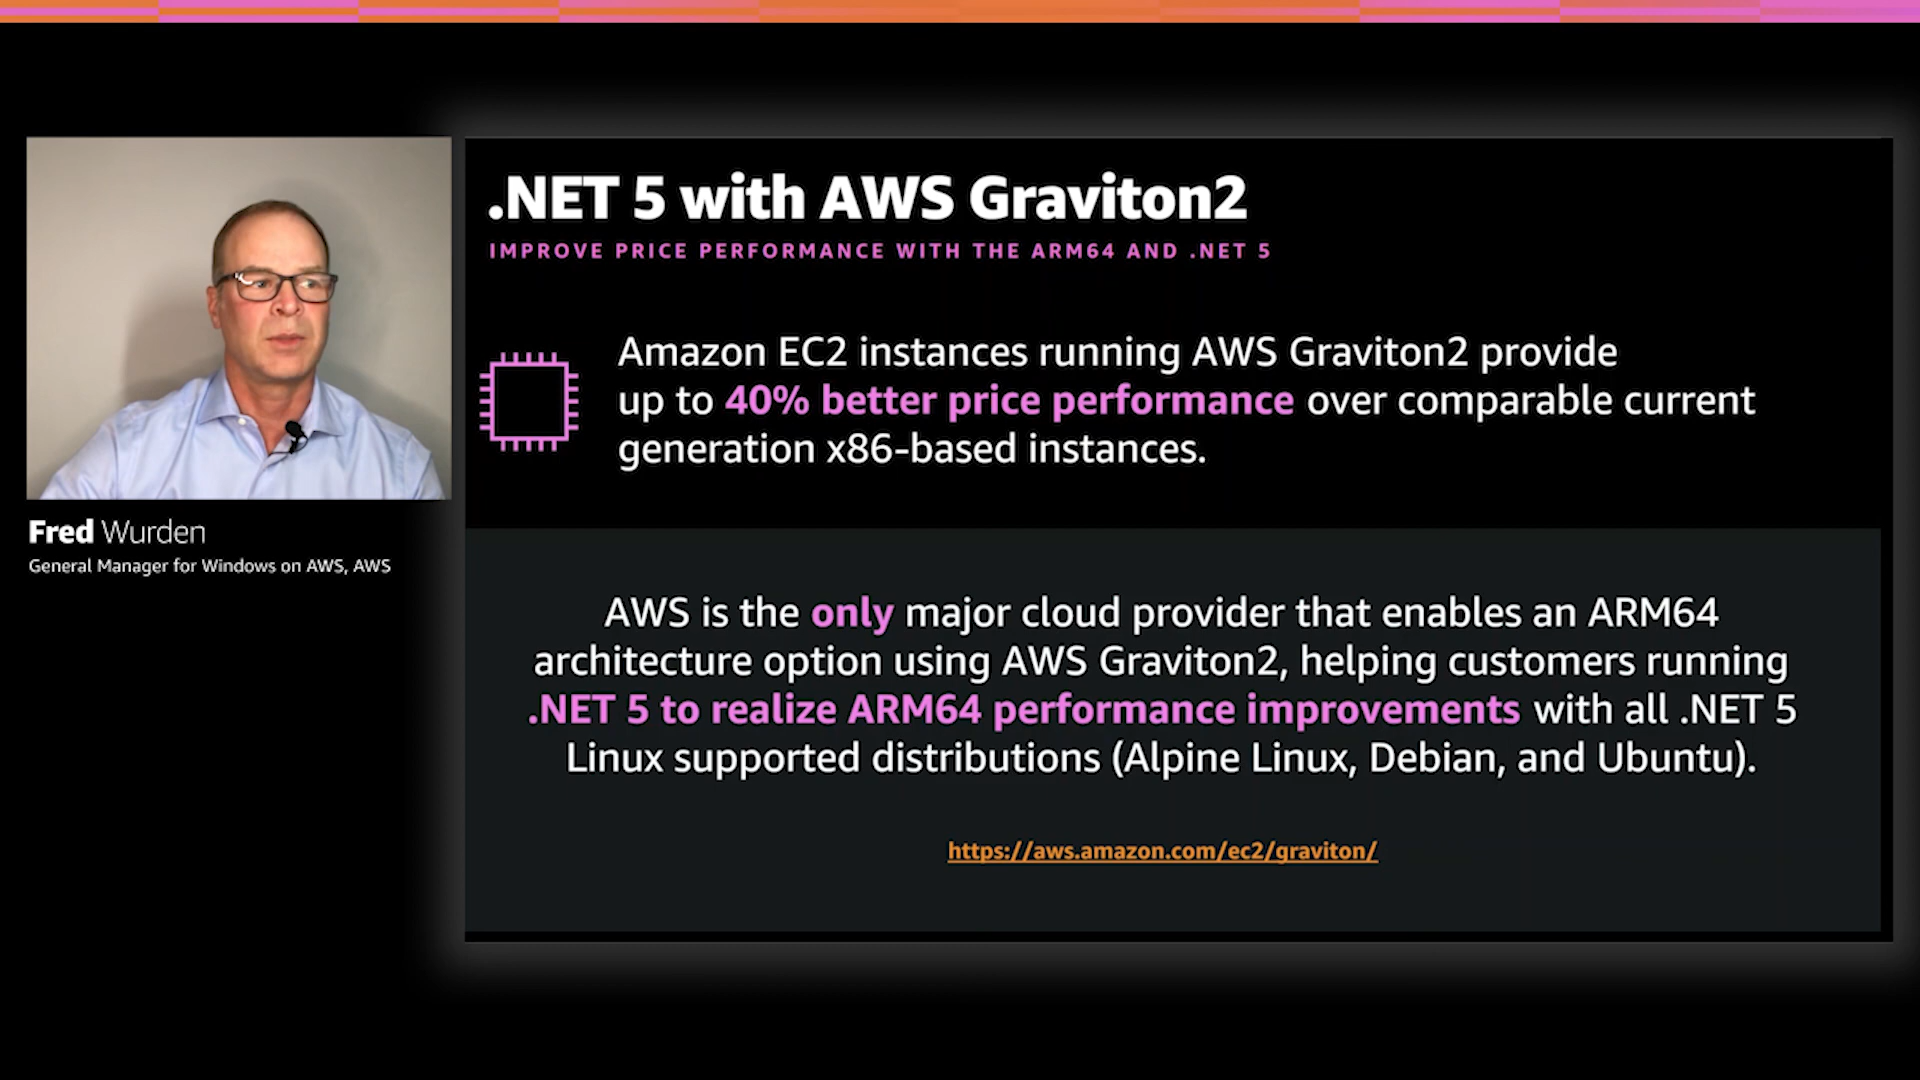 .NET 5 with AWS Graviton2
IMPROVE PRICE PERFORMANCE WITH THE ARM64 AND .NET 5
Amazon EC2 instances running AWS Graviton2 provide
up to 40% better price performance over comparable current
generation x86-based instances.
Fred Wurden
General Manager for Windows on AWS, AWS
AWS is the only major cloud provider that enables an ARM64
architecture option using AWS Graviton2, helping customers running
.NET 5 to realize ARM64 performance improvements with all .NET 5
Linux supported distributions (Alpine Linux, Debian, and Ubuntu).
https://aws.amazon.com/ec2/graviton/